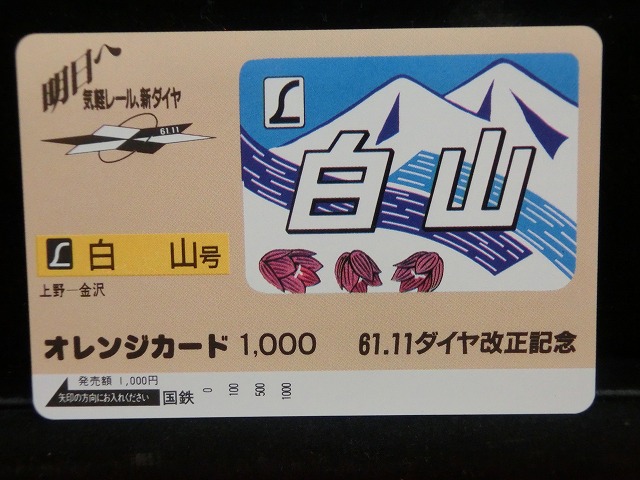 明日へ
気軽レール、新ダイヤ
61.11
L
白山
L 白 山号
上野―金沢
オレンジカード 1,000
61.11ダイヤ改正記念
発売額 1,000円
矢印の方向にお入れください
国鉄
0 100 500 1000